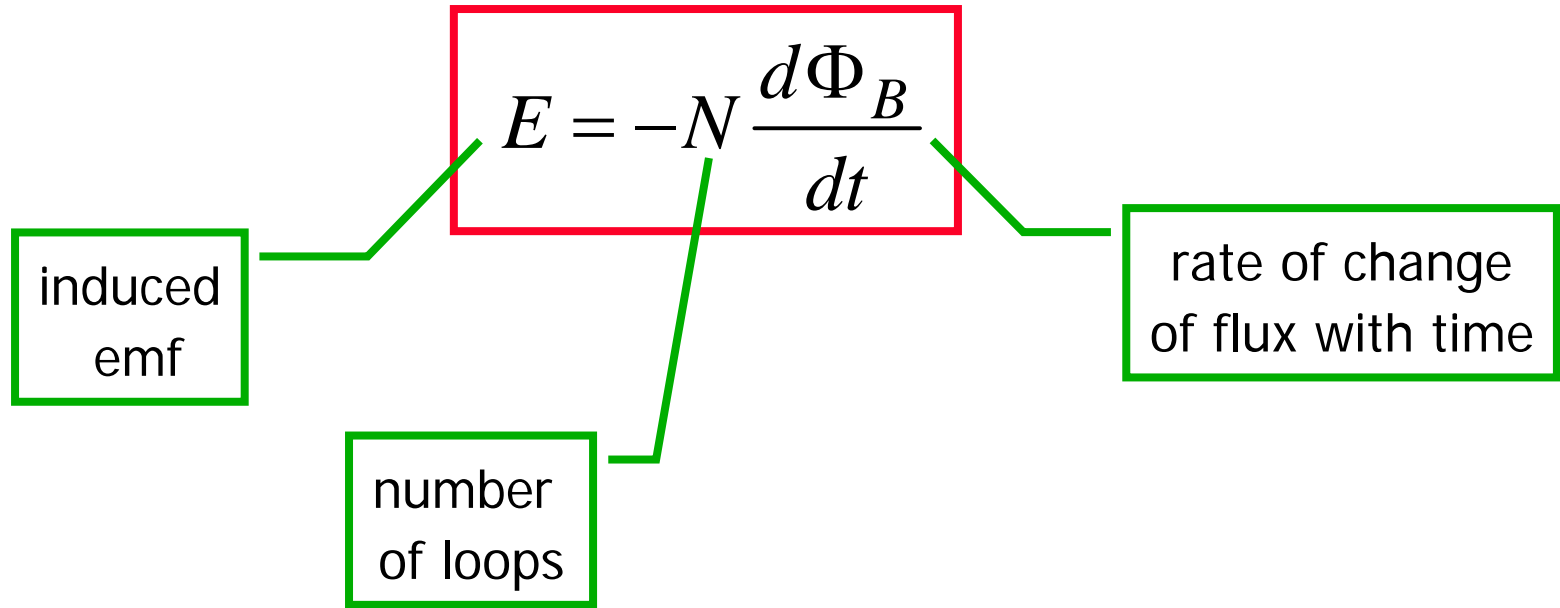 E = −N dΦ_B/dt
induced
emf
number
of loops
rate of change
of flux with time